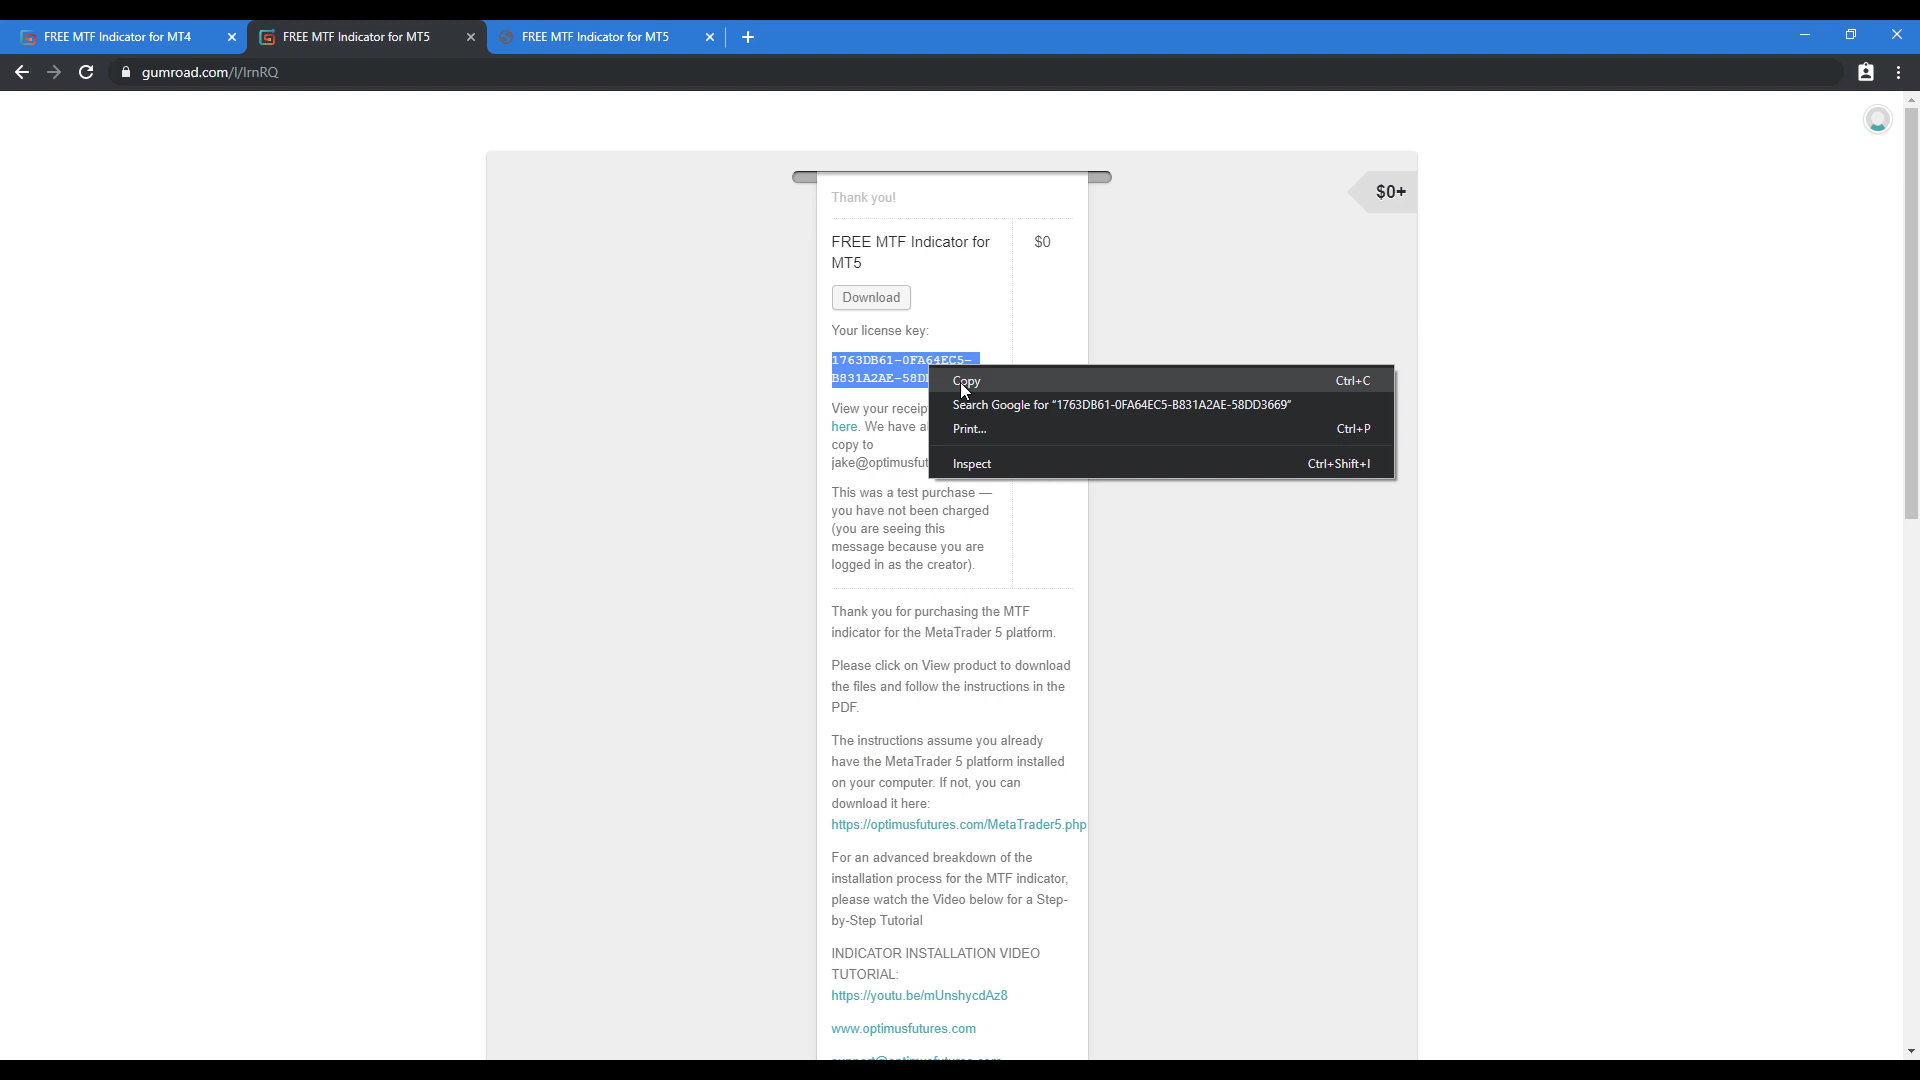 FREE MTF Indicator for MT4
FREE MTF Indicator for MT5
FREE MTF Indicator for MT5
gumroad.com/l/IrnRQ
$0+
Thank you!
FREE MTF Indicator for
MT5
$0
Download
Your license key:
1763DB61-0FA64EC5-
B831A2AE-58D
Copy Ctrl+C
Search Google for "1763DB61-0FA64EC5-B831A2AE-58DD3669"
Print... Ctrl+P
Inspect Ctrl+Shift+I
View your receip
here. We have a
copy to
jake@optimusfut
This was a test purchase —
you have not been charged
(you are seeing this
message because you are
logged in as the creator).
Thank you for purchasing the MTF
indicator for the MetaTrader 5 platform.
Please click on View product to download
the files and follow the instructions in the
PDF.
The instructions assume you already
have the MetaTrader 5 platform installed
on your computer. If not, you can
download it here:
https://optimusfutures.com/MetaTrader5.php
For an advanced breakdown of the
installation process for the MTF indicator,
please watch the Video below for a Step-
by-Step Tutorial
INDICATOR INSTALLATION VIDEO
TUTORIAL:
https://youtu.be/mUnshycdAz8
www.optimusfutures.com